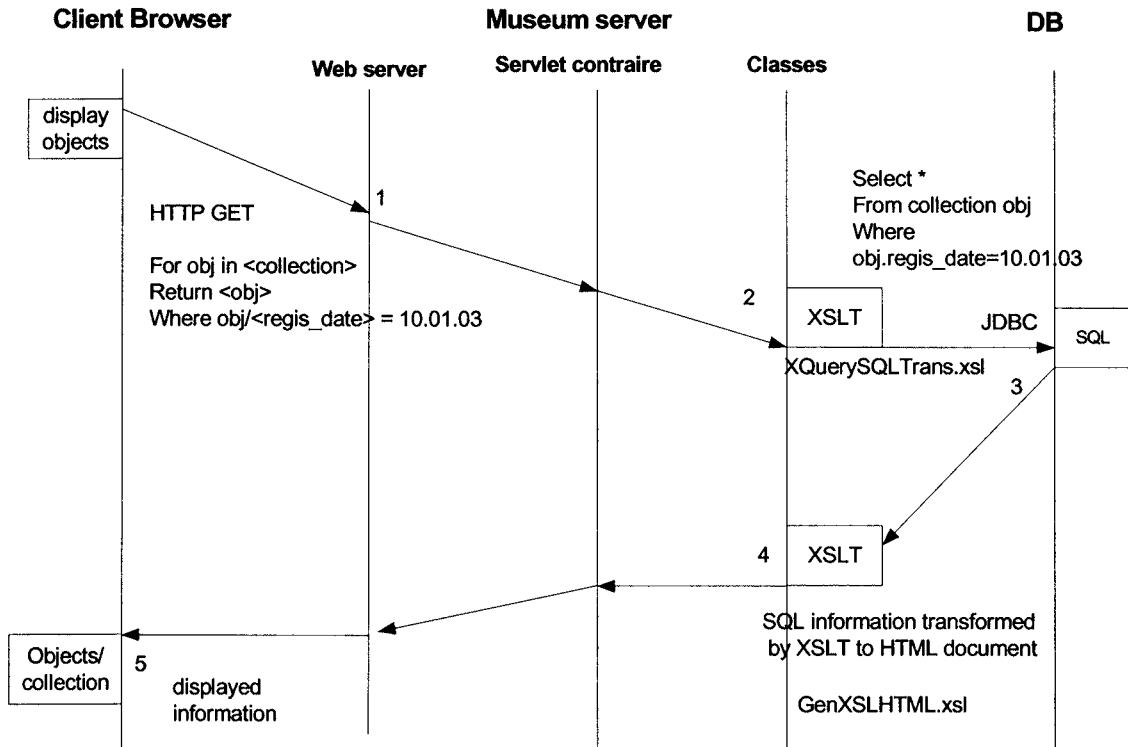 Client Browser
Museum server
DB
Web server
Servlet contraire
Classes
display
objects
1
HTTP GET
For obj in <collection>
Return <obj>
Where obj/<regis_date> = 10.01.03
Select *
From collection obj
Where
obj.regis_date=10.01.03
2
XSLT
JDBC
SQL
XQuerySQLTrans.xsl
3
4
XSLT
SQL information transformed
by XSLT to HTML document
GenXSLHTML.xsl
Objects/
collection
5
displayed
information